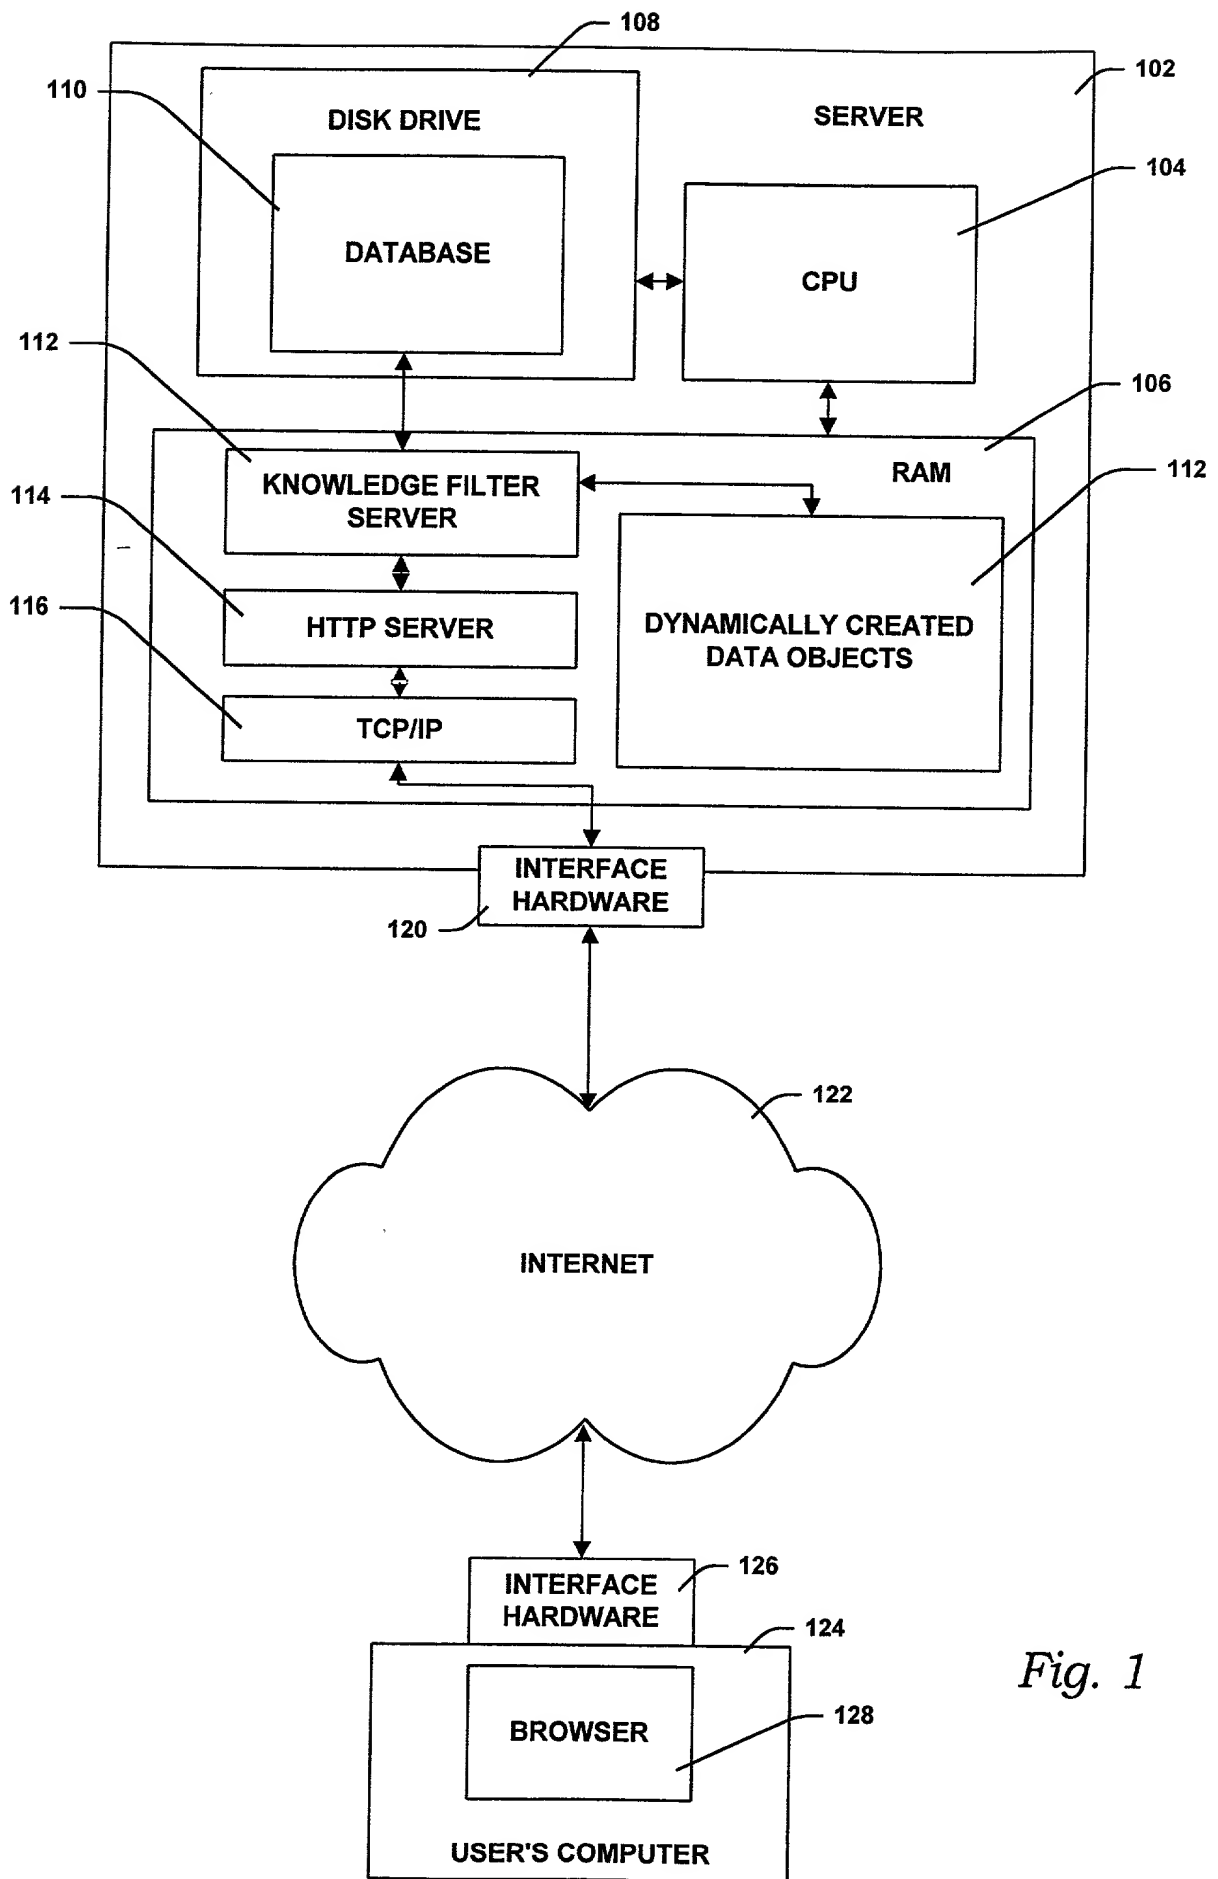 108
102
110
DISK DRIVE
SERVER
104
DATABASE
CPU
112
106
KNOWLEDGE FILTER
SERVER
RAM
112
114
116
HTTP SERVER
DYNAMICALLY CREATED
DATA OBJECTS
TCP/IP
INTERFACE
HARDWARE
120
122
INTERNET
INTERFACE
HARDWARE
126
124
BROWSER
128
USER'S COMPUTER
Fig. 1